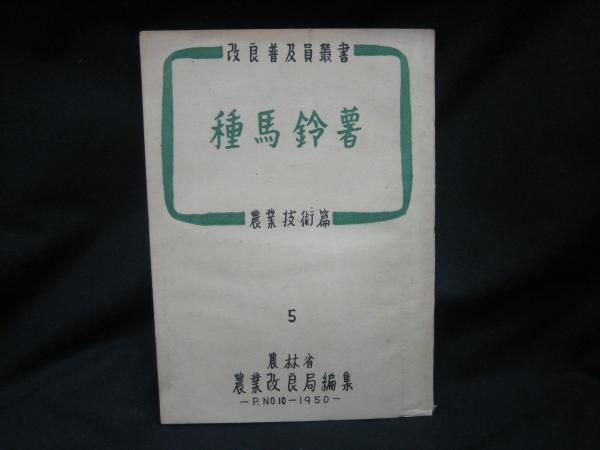 改良普及員叢書
種馬鈴薯
農業技術篇
5
農林省
農業改良局編集
—P.NO.10—1950—